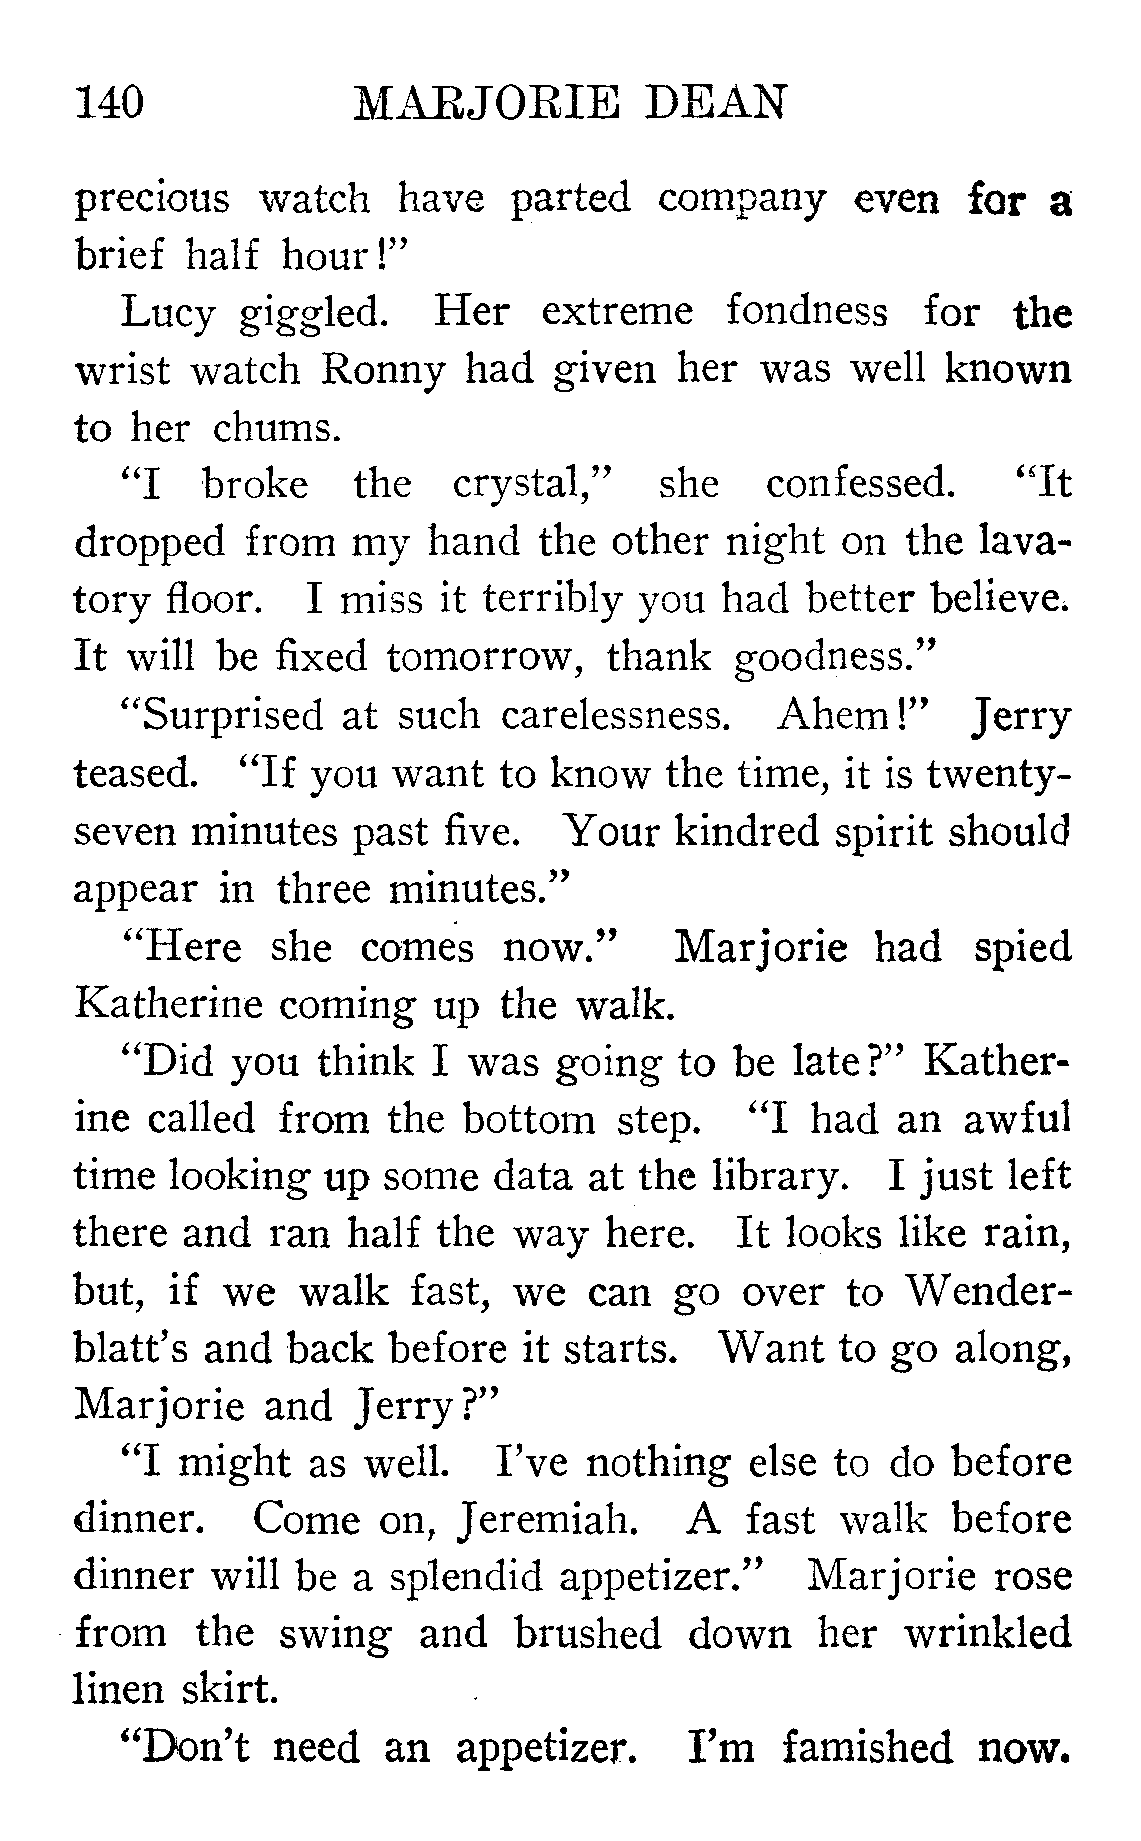 140 MARJORIE DEAN
precious watch have parted company even for a
brief half hour!”
Lucy giggled. Her extreme fondness for the
wrist watch Ronny had given her was well known
to her chums.
“I broke the crystal,” she confessed. “It
dropped from my hand the other night on the lava-
tory floor. I miss it terribly you had better believe.
It will be fixed tomorrow, thank goodness.”
“Surprised at such carelessness. Ahem!” Jerry
teased. “If you want to know the time, it is twenty-
seven minutes past five. Your kindred spirit should
appear in three minutes.”
“Here she comes now.” Marjorie had spied
Katherine coming up the walk.
“Did you think I was going to be late?” Kather-
ine called from the bottom step. “I had an awful
time looking up some data at the library. I just left
there and ran half the way here. It looks like rain,
but, if we walk fast, we can go over to Wender-
blatt’s and back before it starts. Want to go along,
Marjorie and Jerry?”
“I might as well. I’ve nothing else to do before
dinner. Come on, Jeremiah. A fast walk before
dinner will be a splendid appetizer.” Marjorie rose
from the swing and brushed down her wrinkled
linen skirt.
“Don’t need an appetizer. I’m famished now.